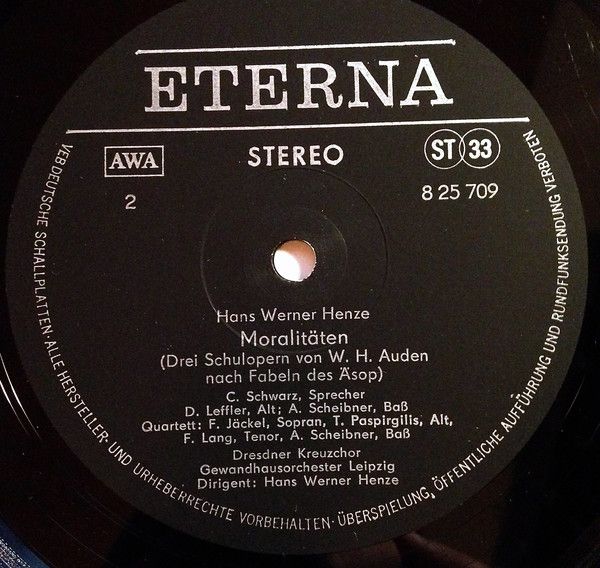 ETERNA
AWA
STEREO
ST 33
2
8 25 709
Hans Werner Henze
Moralitäten
(Drei Schulopern von W. H. Auden
nach Fabeln des Äsop)
C. Schwarz, Sprecher
D. Leffler, Alt; A. Scheibner, Baß
Quartett: F. Jäckel, Sopran, T. Paspirgilis, Alt,
F. Lang, Tenor, A. Scheibner, Baß
Dresdner Kreuzchor
Gewandhausorchester Leipzig
Dirigent: Hans Werner Henze
VEB DEUTSCHE SCHALLPLATTEN · ALLE HERSTELLER- UND URHEBERRECHTE VORBEHALTEN · ÜBERSPIELUNG, ÖFFENTLICHE AUFFÜHRUNG UND RUNDFUNKSENDUNG VERBOTEN